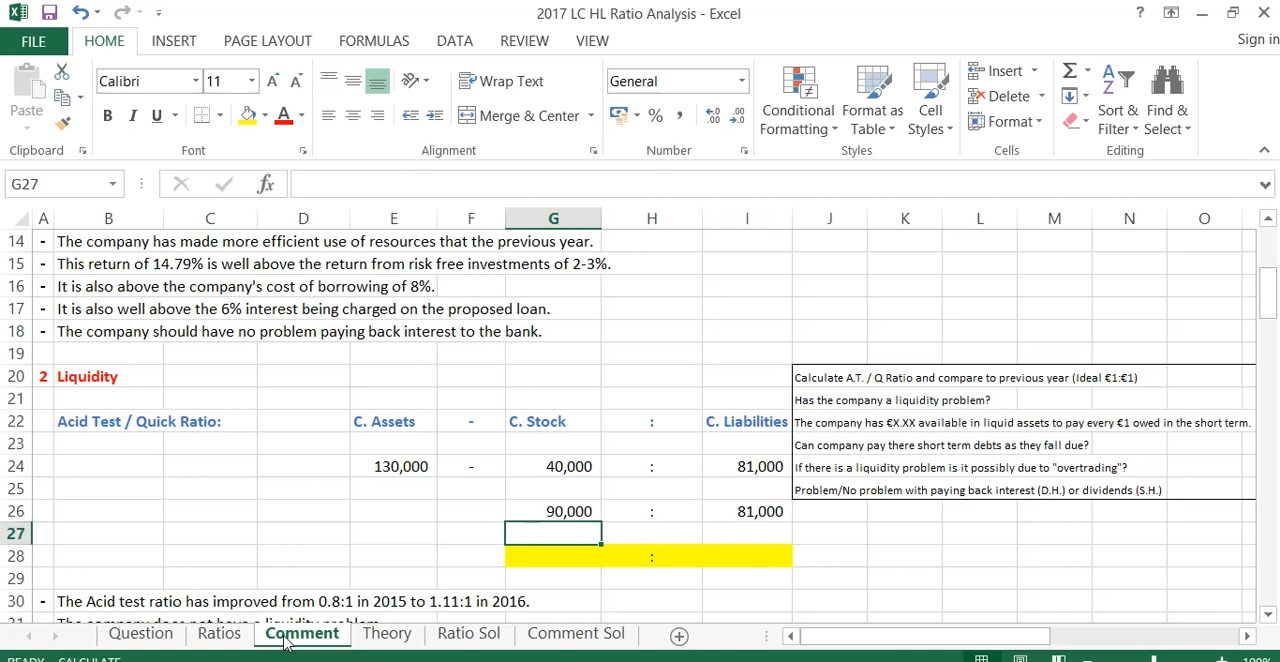 2017 LC HL Ratio Analysis - Excel
?
FILE HOME INSERT PAGE LAYOUT FORMULAS DATA REVIEW VIEW Sign in
Calibri 11 Wrap Text General Insert
Paste Conditional Formatting Format as Table Cell Styles Delete Sort & Filter Find & Select
B I U Merge & Center % , Format
Clipboard Font Alignment Number Styles Cells Editing
G27 fx
A B C D E F G H I J K L M N O
14 - The company has made more efficient use of resources that the previous year.
15 - This return of 14.79% is well above the return from risk free investments of 2-3%.
16 - It is also above the company's cost of borrowing of 8%.
17 - It is also well above the 6% interest being charged on the proposed loan.
18 - The company should have no problem paying back interest to the bank.
19
20 2 Liquidity Calculate A.T. / Q Ratio and compare to previous year (Ideal €1:€1)
21 Has the company a liquidity problem?
22 Acid Test / Quick Ratio: C. Assets - C. Stock : C. Liabilities The company has €X.XX available in liquid assets to pay every €1 owed in the short term.
23 Can company pay there short term debts as they fall due?
24 130,000 - 40,000 : 81,000 If there is a liquidity problem is it possibly due to "overtrading"?
25 Problem/No problem with paying back interest (D.H.) or dividends (S.H.)
26 90,000 : 81,000
27
28 :
29
30 - The Acid test ratio has improved from 0.8:1 in 2015 to 1.11:1 in 2016.
31 - The company does not have a liquidity problem.
Question Ratios Comment Theory Ratio Sol Comment Sol
READY CALCULATE 100%